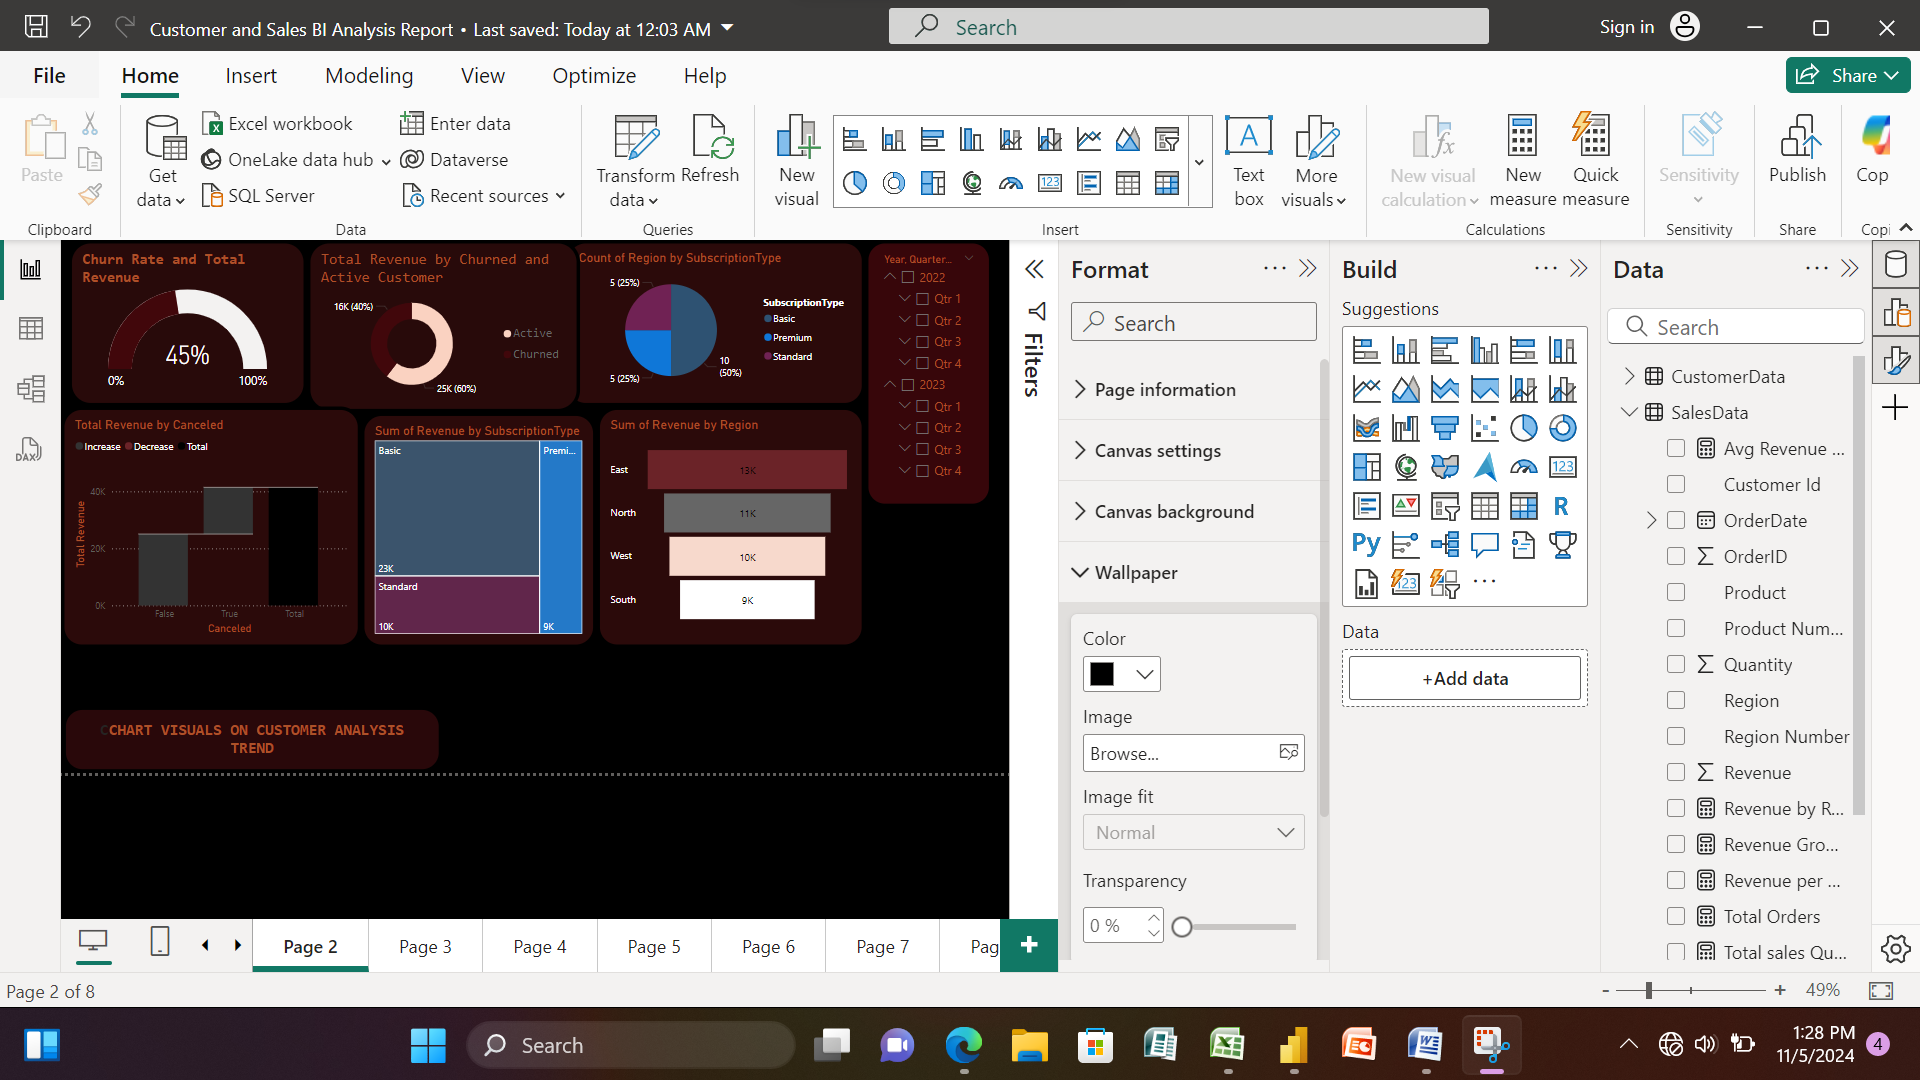 Customer and Sales BI Analysis Report • Last saved: Today at 12:03 AM
Search
Sign in
File
Home
Insert
Modeling
View
Optimize
Help
Share
Paste
Clipboard
Get data
Excel workbook
OneLake data hub
SQL Server
Enter data
Dataverse
Recent sources
Data
Transform data
Refresh
Queries
New visual
Text box
More visuals
Insert
New visual calculation
New measure
Quick measure
Calculations
Sensitivity
Sensitivity
Publish
Share
Cop
Copi
Churn Rate and Total
Revenue
45%
0%
100%
Total Revenue by Churned and
Active Customer
16K (40%)
25K (60%)
Active
Churned
Count of Region by SubscriptionType
5 (25%)
5 (25%)
10
(50%)
SubscriptionType
Basic
Premium
Standard
Year, Quarter...
2022
Qtr 1
Qtr 2
Qtr 3
Qtr 4
2023
Qtr 1
Qtr 2
Qtr 3
Qtr 4
Total Revenue by Canceled
Increase Decrease Total
Total Revenue
40K
20K
0K
False
True
Total
Canceled
Sum of Revenue by SubscriptionType
Basic
23K
Standard
10K
Premi...
9K
Sum of Revenue by Region
East
13K
North
11K
West
10K
South
9K
CCHART VISUALS ON CUSTOMER ANALYSIS
TREND
Filters
Format
Search
Page information
Canvas settings
Canvas background
Wallpaper
Color
Image
Browse...
Image fit
Normal
Transparency
0 %
Build
Suggestions
R
Py
123
Data
+Add data
Data
Search
CustomerData
SalesData
Avg Revenue ...
Customer Id
OrderDate
OrderID
Product
Product Num...
Quantity
Region
Region Number
Revenue
Revenue by R...
Revenue Gro...
Revenue per ...
Total Orders
Total sales Qu...
DAX
Page 2
Page 3
Page 4
Page 5
Page 6
Page 7
Pag
Page 2 of 8
- + 49%
Search
1:28 PM
11/5/2024
4